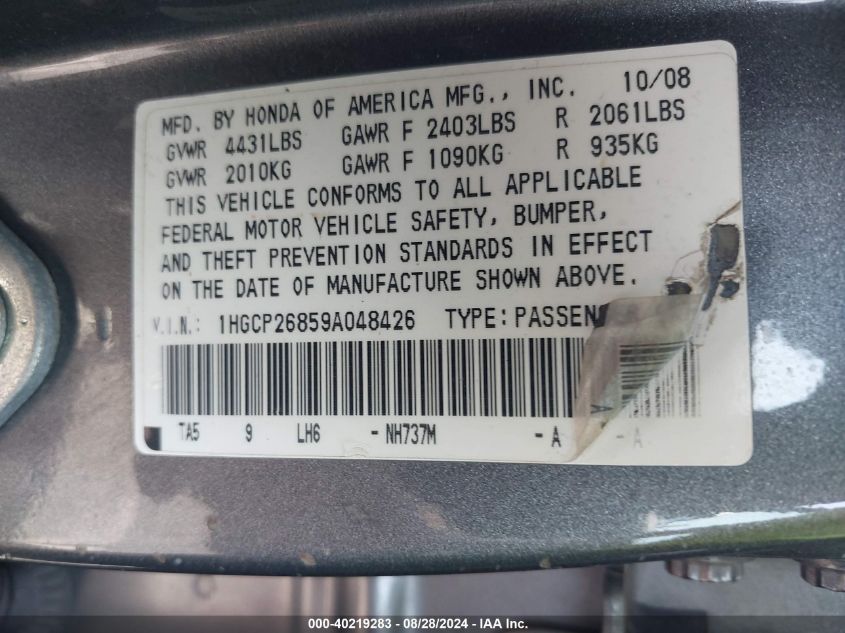 MFD. BY HONDA OF AMERICA MFG., INC. 10/08
GVWR 4431LBS GAWR F 2403LBS R 2061LBS
GVWR 2010KG GAWR F 1090KG R 935KG
THIS VEHICLE CONFORMS TO ALL APPLICABLE
FEDERAL MOTOR VEHICLE SAFETY, BUMPER,
AND THEFT PREVENTION STANDARDS IN EFFECT
ON THE DATE OF MANUFACTURE SHOWN ABOVE.
V.I.N.: 1HGCP26859A048426 TYPE:PASSEN
TA5 9 LH6 - NH737M - A - A
A
000-40219283 / 08/28/2024 / IAA Inc.